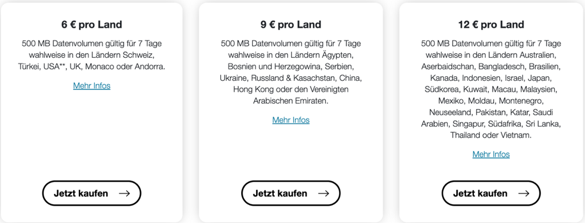 6 € pro Land
500 MB Datenvolumen gültig für 7 Tage
wahlweise in den Ländern Schweiz,
Türkei, USA**, UK, Monaco oder Andorra.
Mehr Infos
Jetzt kaufen →
9 € pro Land
500 MB Datenvolumen gültig für 7 Tage
wahlweise in den Ländern Ägypten,
Bosnien und Herzegowina, Serbien,
Ukraine, Russland & Kasachstan, China,
Hong Kong oder den Vereinigten
Arabischen Emiraten.
Mehr Infos
Jetzt kaufen →
12 € pro Land
500 MB Datenvolumen gültig für 7 Tage
wahlweise in den Ländern Australien,
Aserbaidschan, Bangladesch, Brasilien,
Kanada, Indonesien, Israel, Japan,
Südkorea, Kuwait, Macau, Malaysien,
Mexiko, Moldau, Montenegro,
Neuseeland, Pakistan, Katar, Saudi
Arabien, Singapur, Südafrika, Sri Lanka,
Thailand oder Vietnam.
Mehr Infos
Jetzt kaufen →